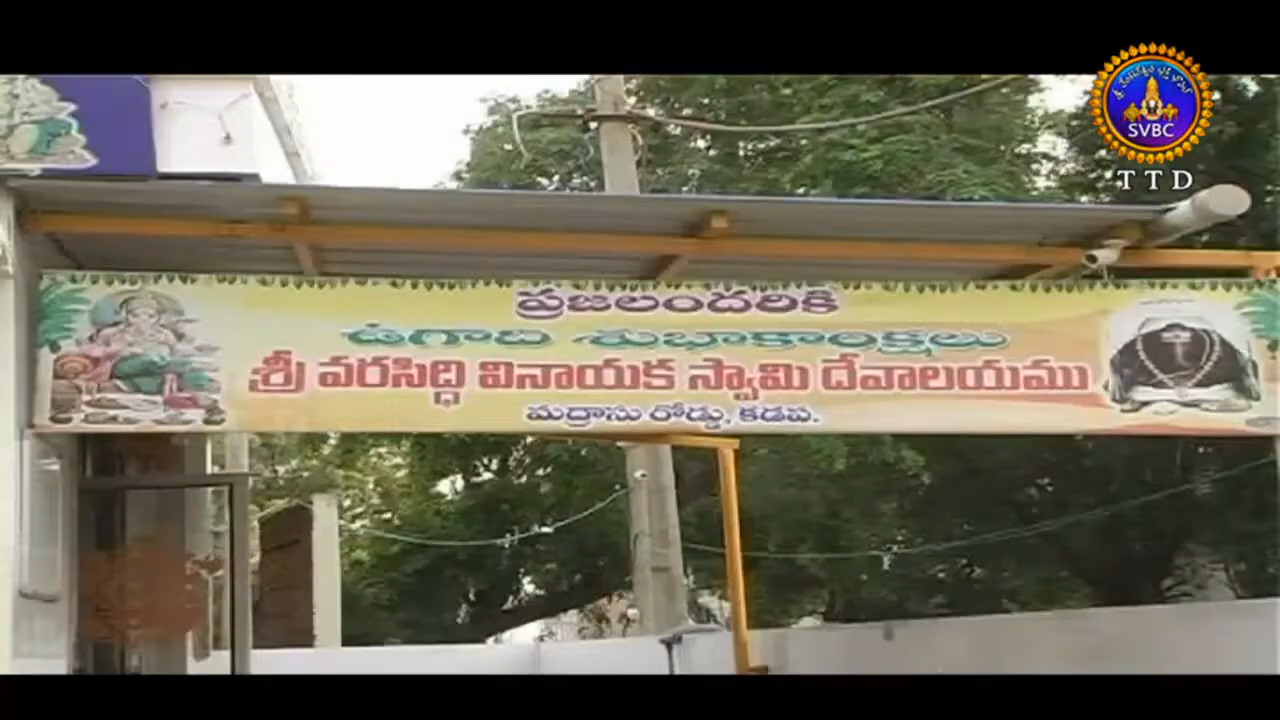 ప్రజలందరికి
ఉగాది శుభాకాంక్షలు
శ్రీ వరసిద్ధి వినాయక స్వామి దేవాలయము
మద్రాసు రోడ్డు, కడప.
SVBC
TTD